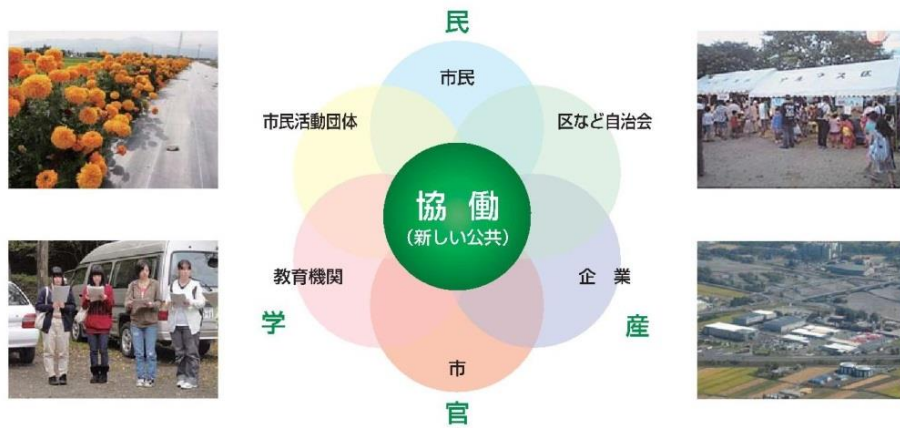 民
市民
市民活動団体
区など自治会
協 働
(新しい公共)
教育機関
企 業
学
産
市
官